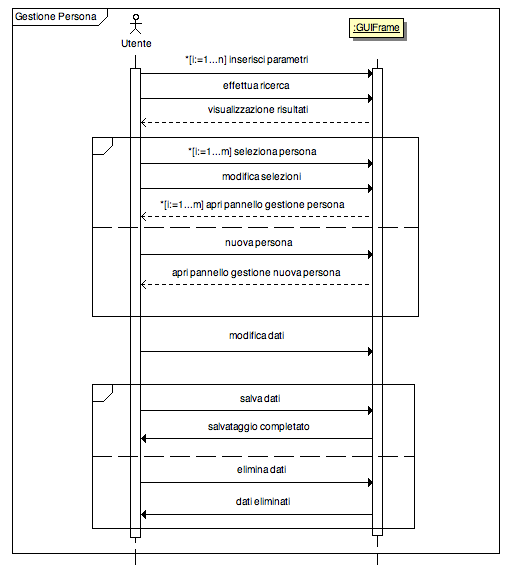 Gestione Persona
Utente
:GUIFrame
*[i:=1...n] inserisci parametri
effettua ricerca
visualizzazione risultati
*[i:=1...m] seleziona persona
modifica selezioni
*[i:=1...m] apri pannello gestione persona
nuova persona
apri pannello gestione nuova persona
modifica dati
salva dati
salvataggio completato
elimina dati
dati eliminati